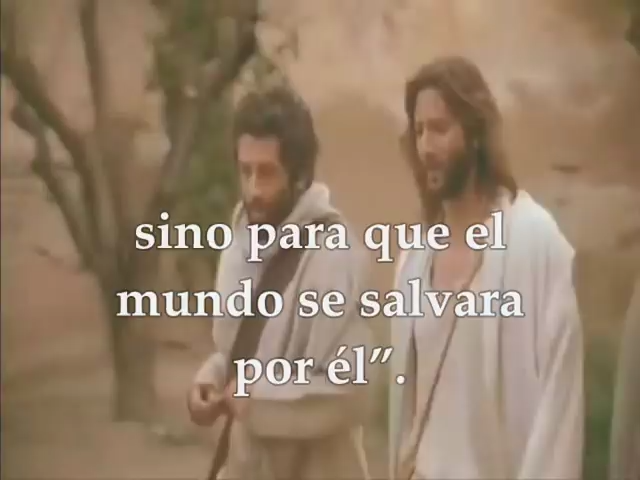 sino para que el
mundo se salvara
por él”.